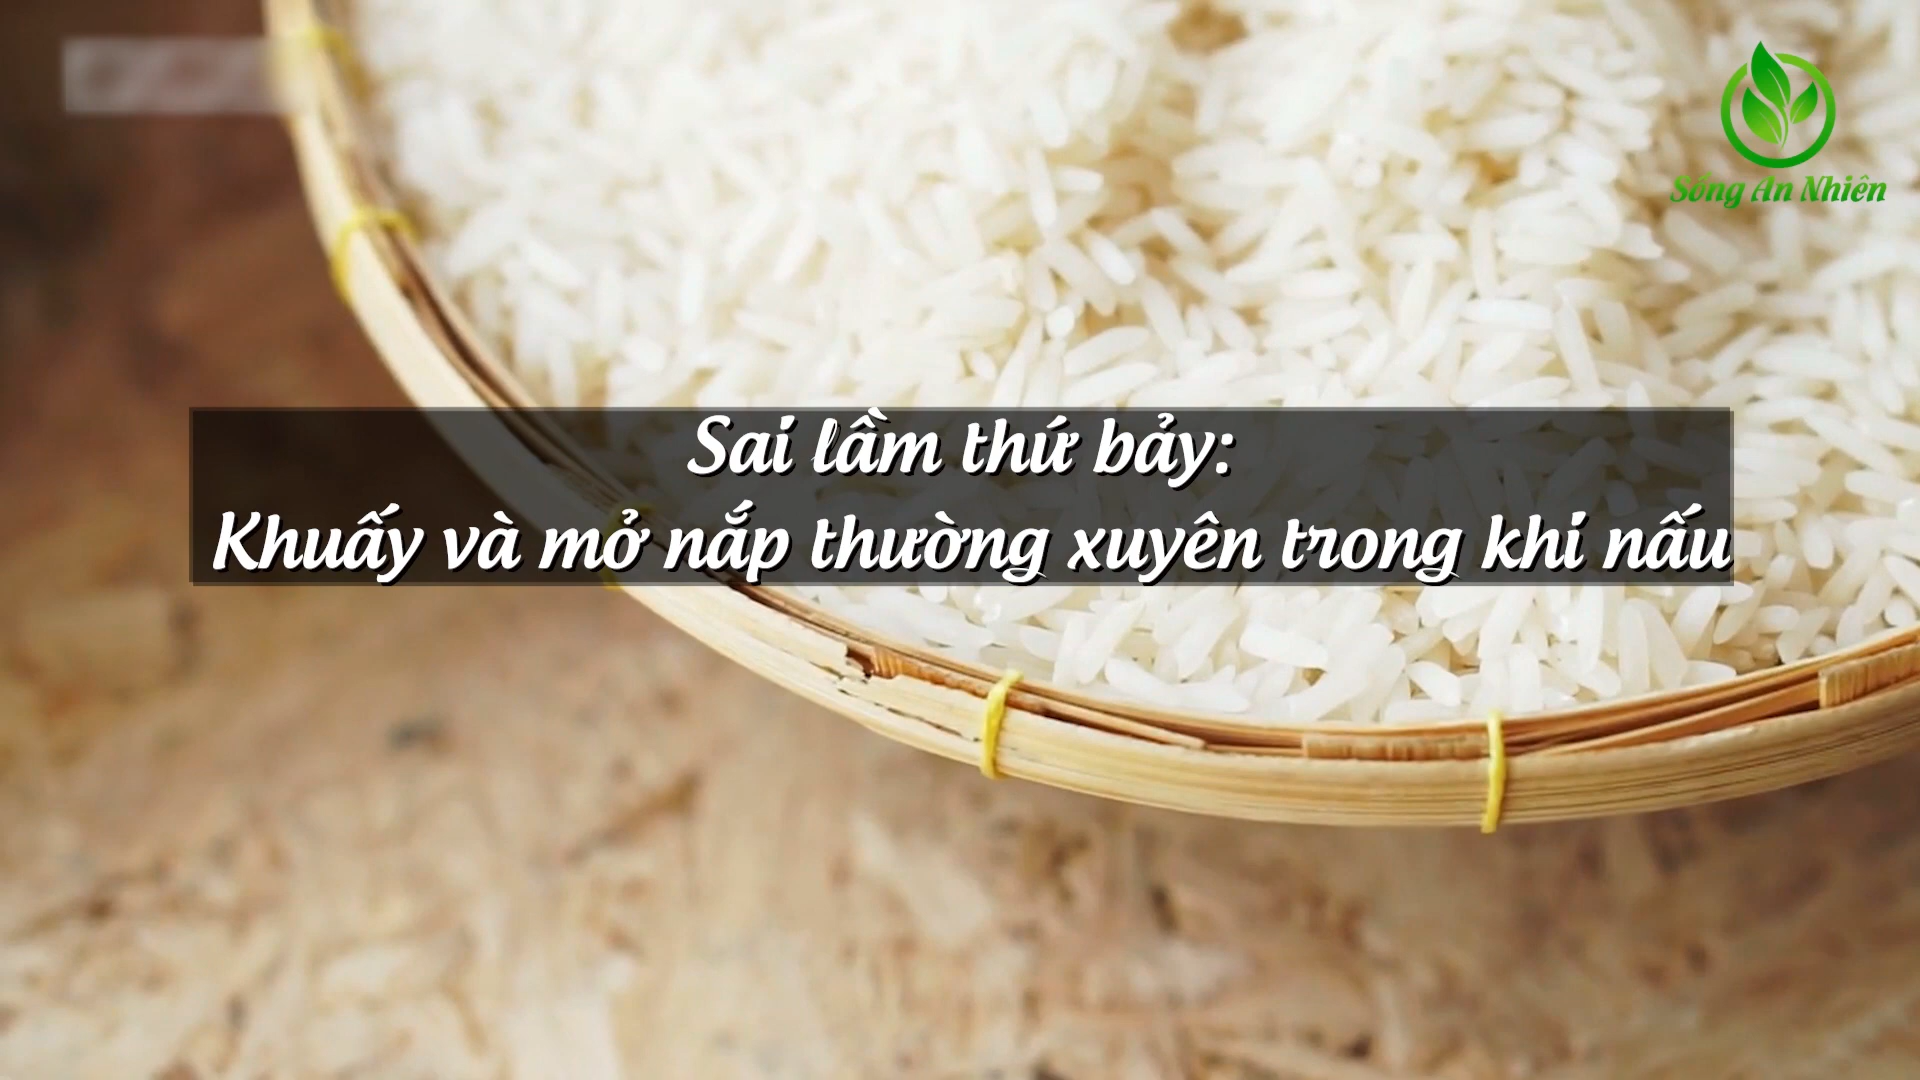 Sống An Nhiên
Sai lầm thứ bảy:
Khuấy và mở nắp thường xuyên trong khi nấu